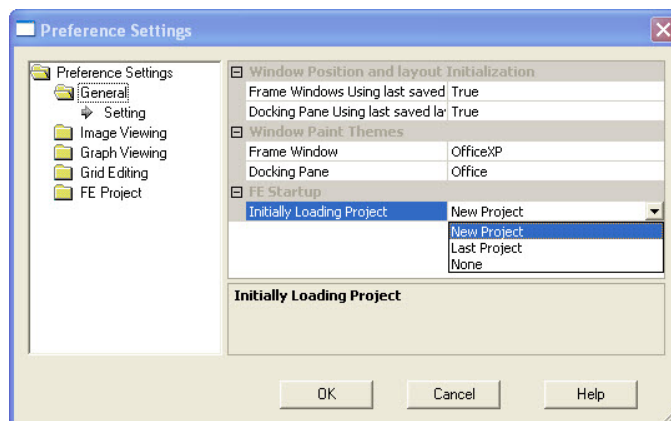 Preference Settings
Preference Settings
General
Setting
Image Viewing
Graph Viewing
Grid Editing
FE Project
Window Position and layout Initialization
Frame Windows Using last saved True
Docking Pane Using last saved la True
Window Paint Themes
Frame Window OfficeXP
Docking Pane Office
FE Startup
Initially Loading Project New Project
New Project
Last Project
None
Initially Loading Project
OK Cancel Help